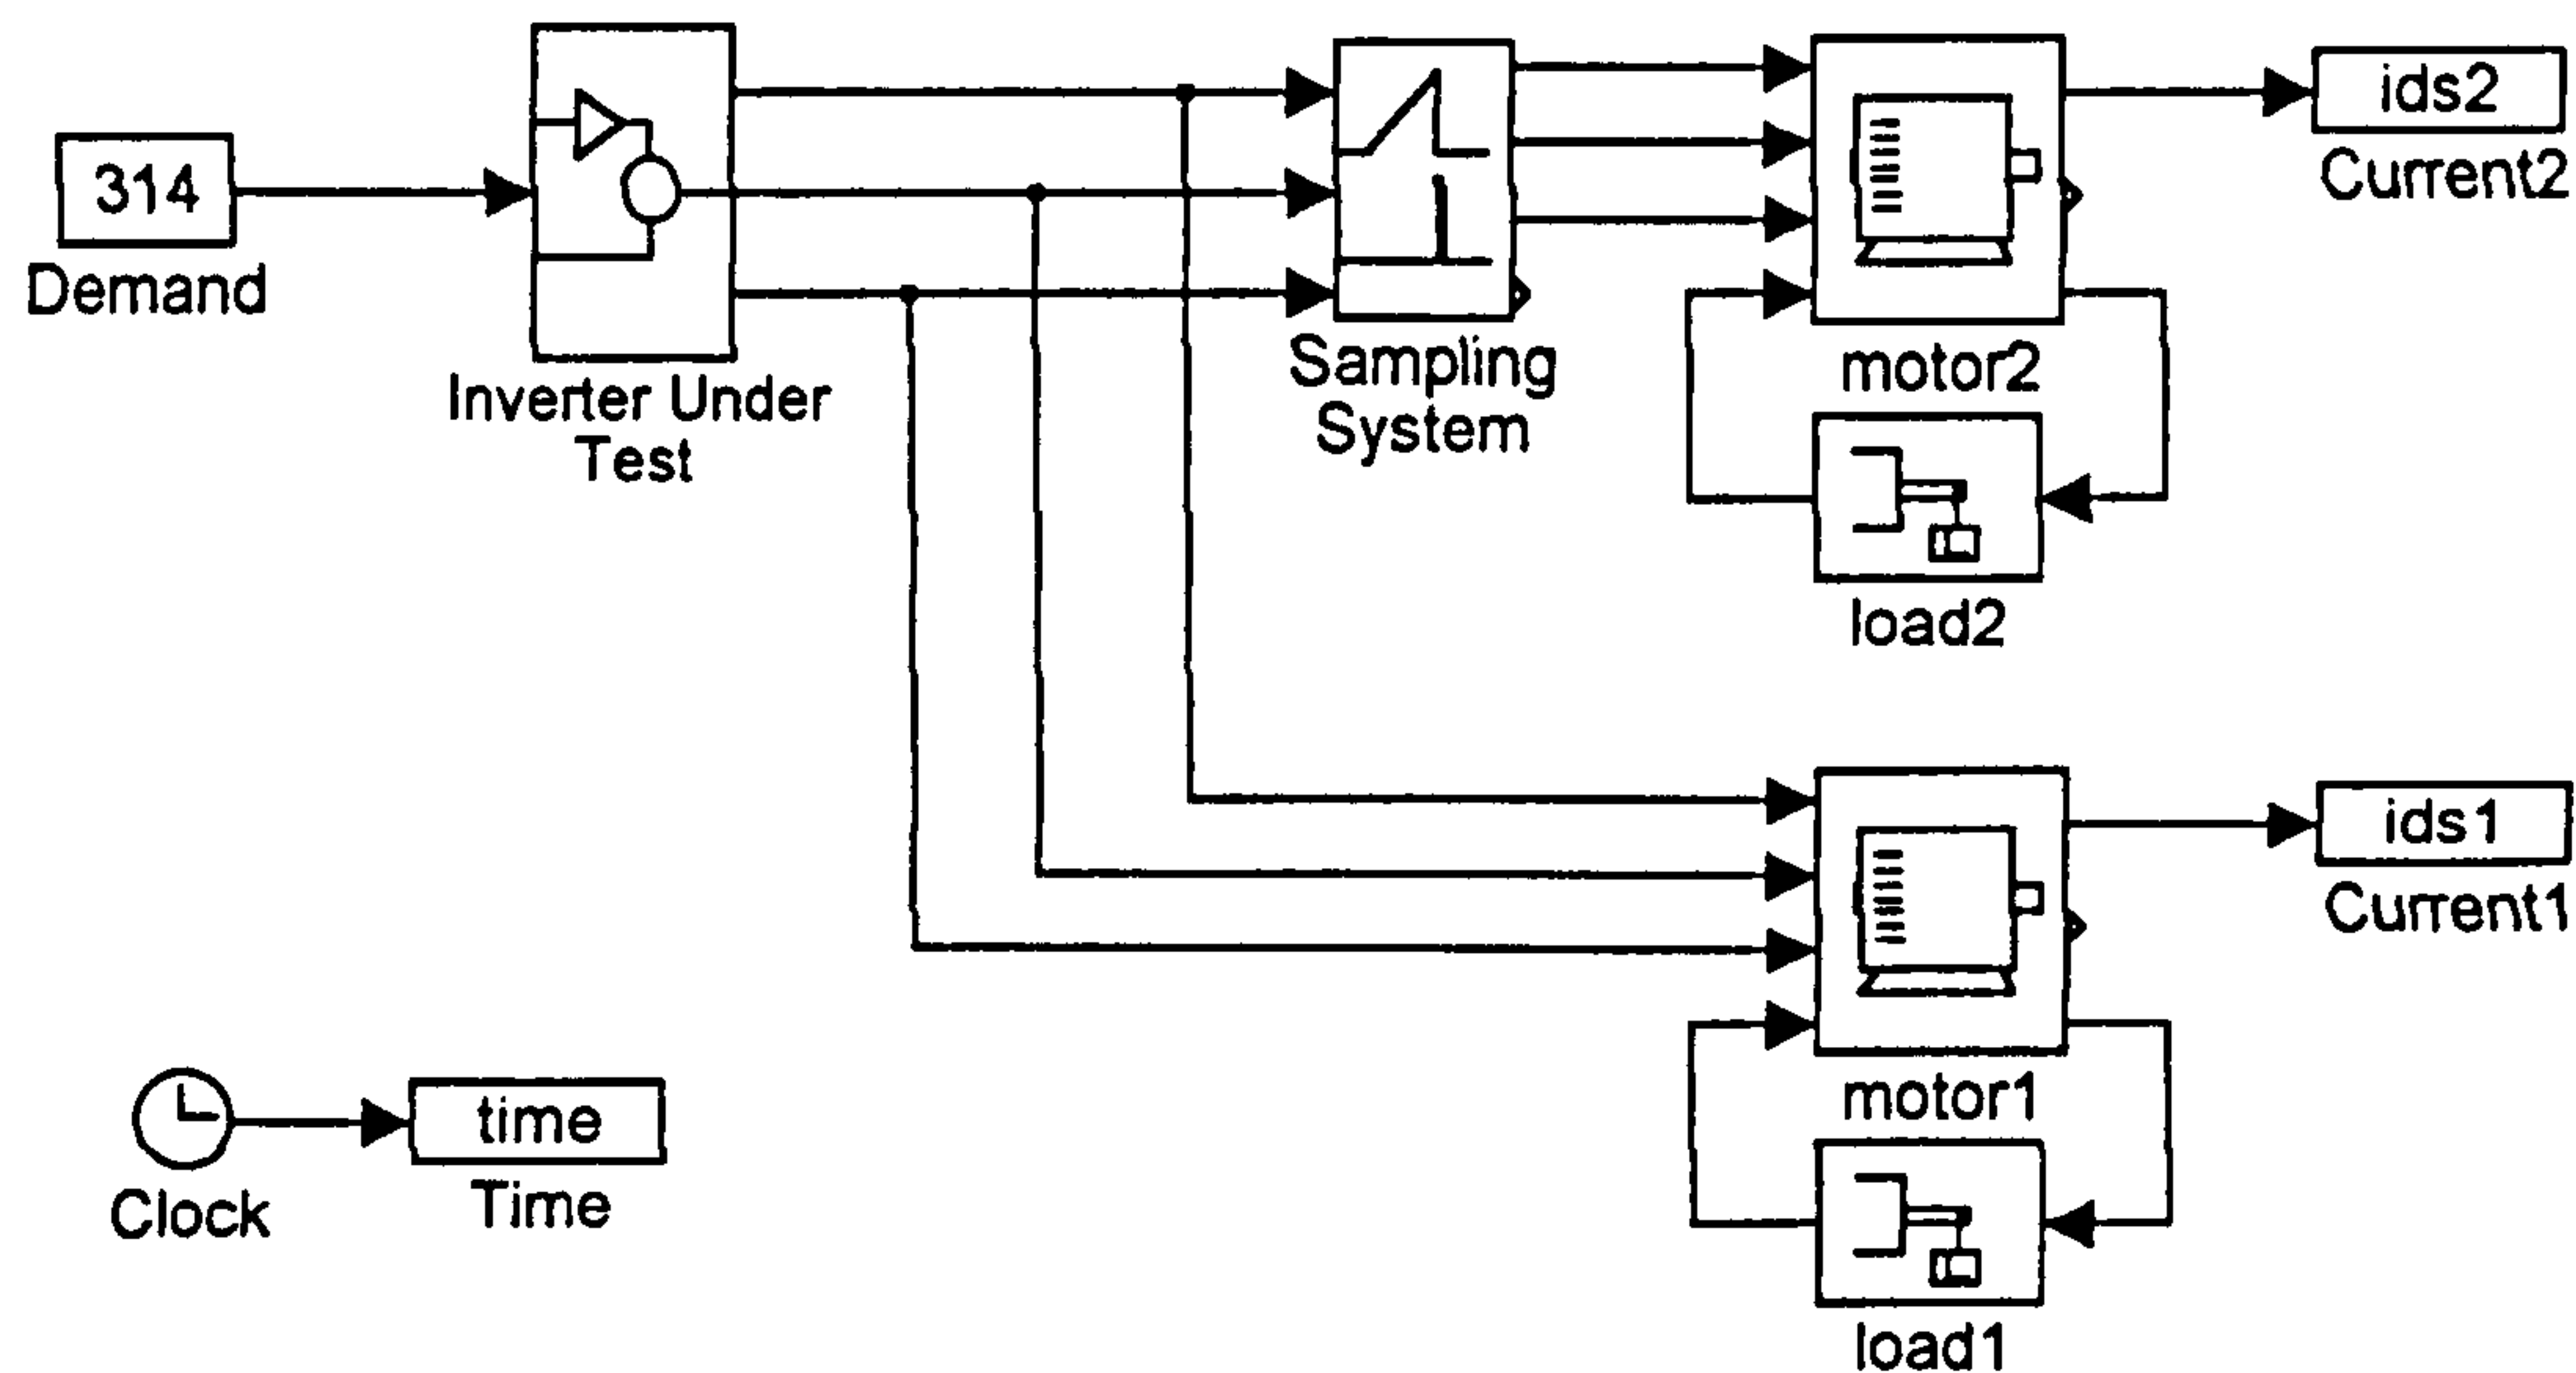 314
Demand
Inverter Under
Test
Sampling
System
motor2
ids2
Current2
load2
motor1
ids1
Current1
load1
time
Clock
Time